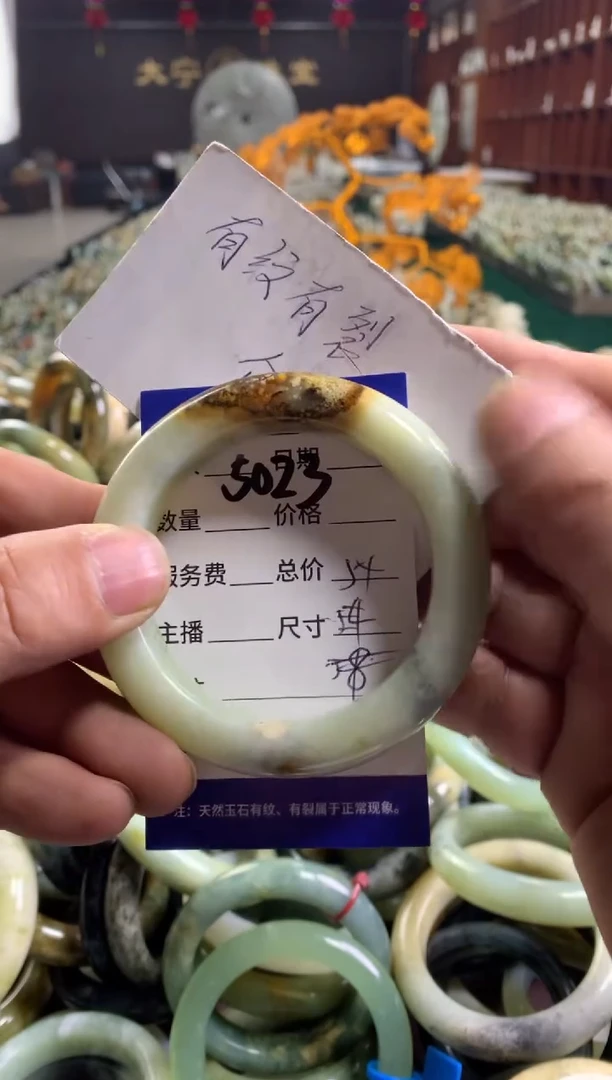 大宁
有纹有裂
日期
5023
数量 价格
服务费 总价
主播 尺寸
注：天然玉石有纹、有裂属于正常现象。